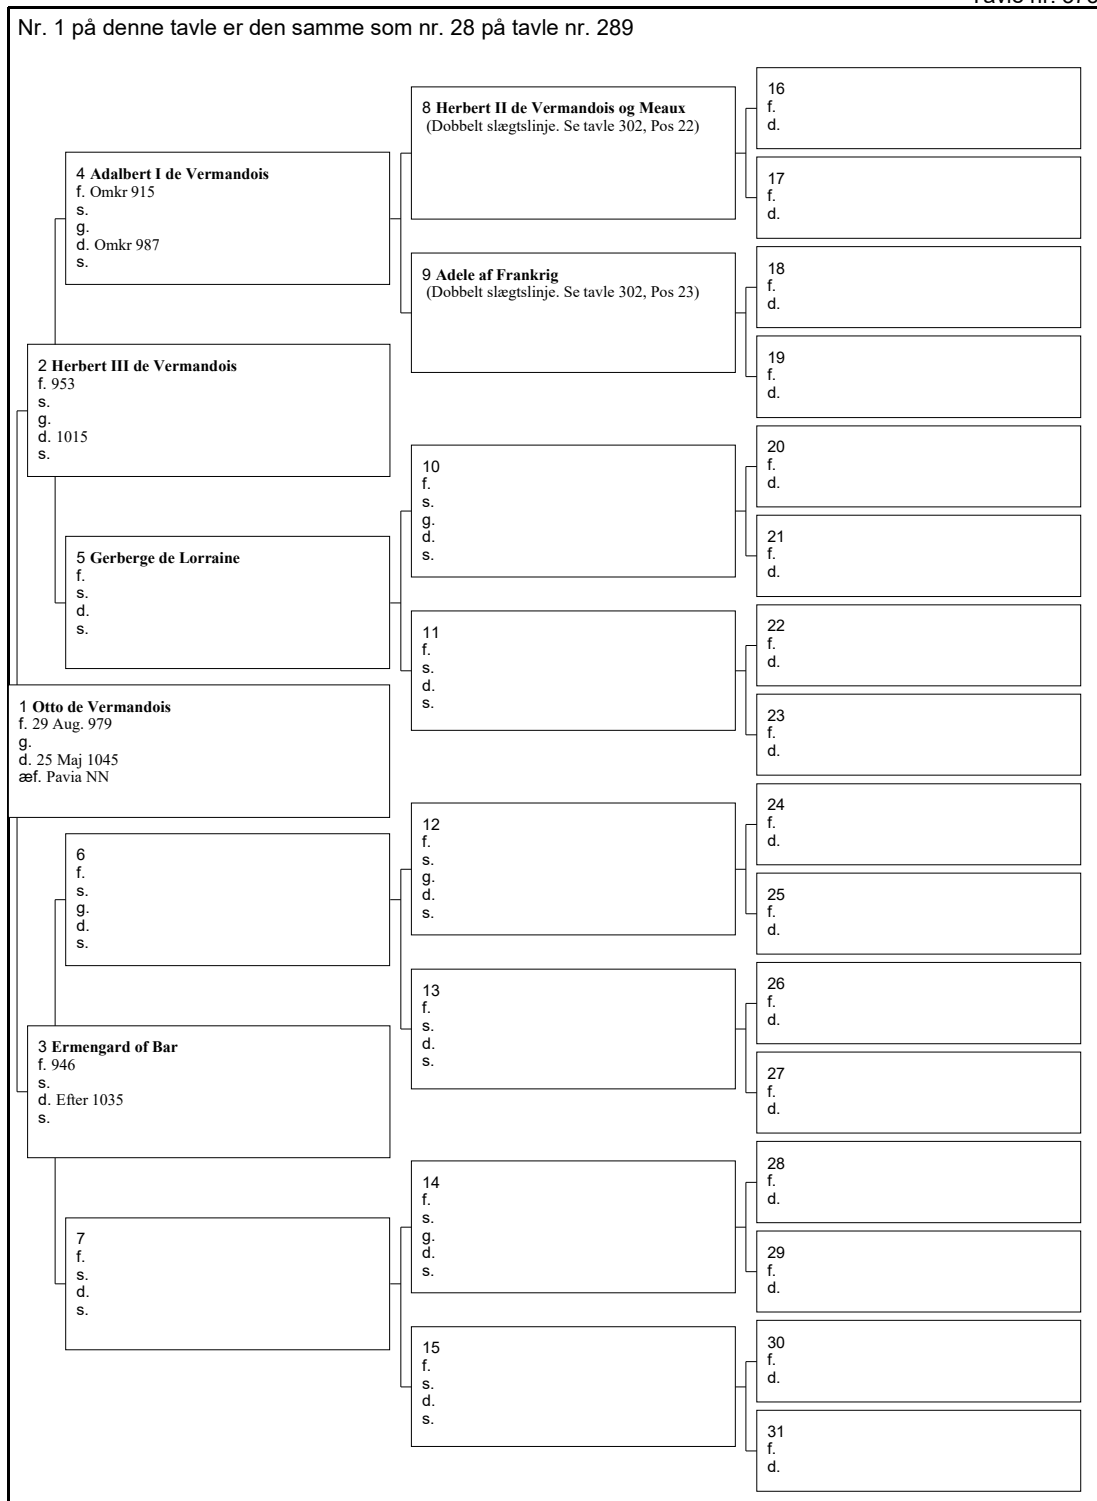 Nr. 1 på denne tavle er den samme som nr. 28 på tavle nr. 289
16
f.
d.
8 Herbert II de Vermandois og Meaux
(Dobbelt slægtslinje. Se tavle 302, Pos 22)
4 Adalbert I de Vermandois
f. Omkr 915
s.
g.
d. Omkr 987
s.
17
f.
d.
18
f.
d.
9 Adele af Frankrig
(Dobbelt slægtslinje. Se tavle 302, Pos 23)
19
f.
d.
2 Herbert III de Vermandois
f. 953
s.
g.
d. 1015
s.
20
f.
d.
10
f.
s.
g.
d.
s.
21
f.
d.
5 Gerberge de Lorraine
f.
s.
d.
s.
22
f.
d.
11
f.
s.
d.
s.
23
f.
d.
1 Otto de Vermandois
f. 29 Aug. 979
g.
d. 25 Maj 1045
æf. Pavia NN
24
f.
d.
12
f.
s.
g.
d.
s.
6
f.
s.
g.
d.
s.
25
f.
d.
26
f.
d.
13
f.
s.
d.
s.
3 Ermengard of Bar
f. 946
s.
d. Efter 1035
s.
27
f.
d.
28
f.
d.
14
f.
s.
g.
d.
s.
7
f.
s.
d.
s.
29
f.
d.
30
f.
d.
15
f.
s.
d.
s.
31
f.
d.